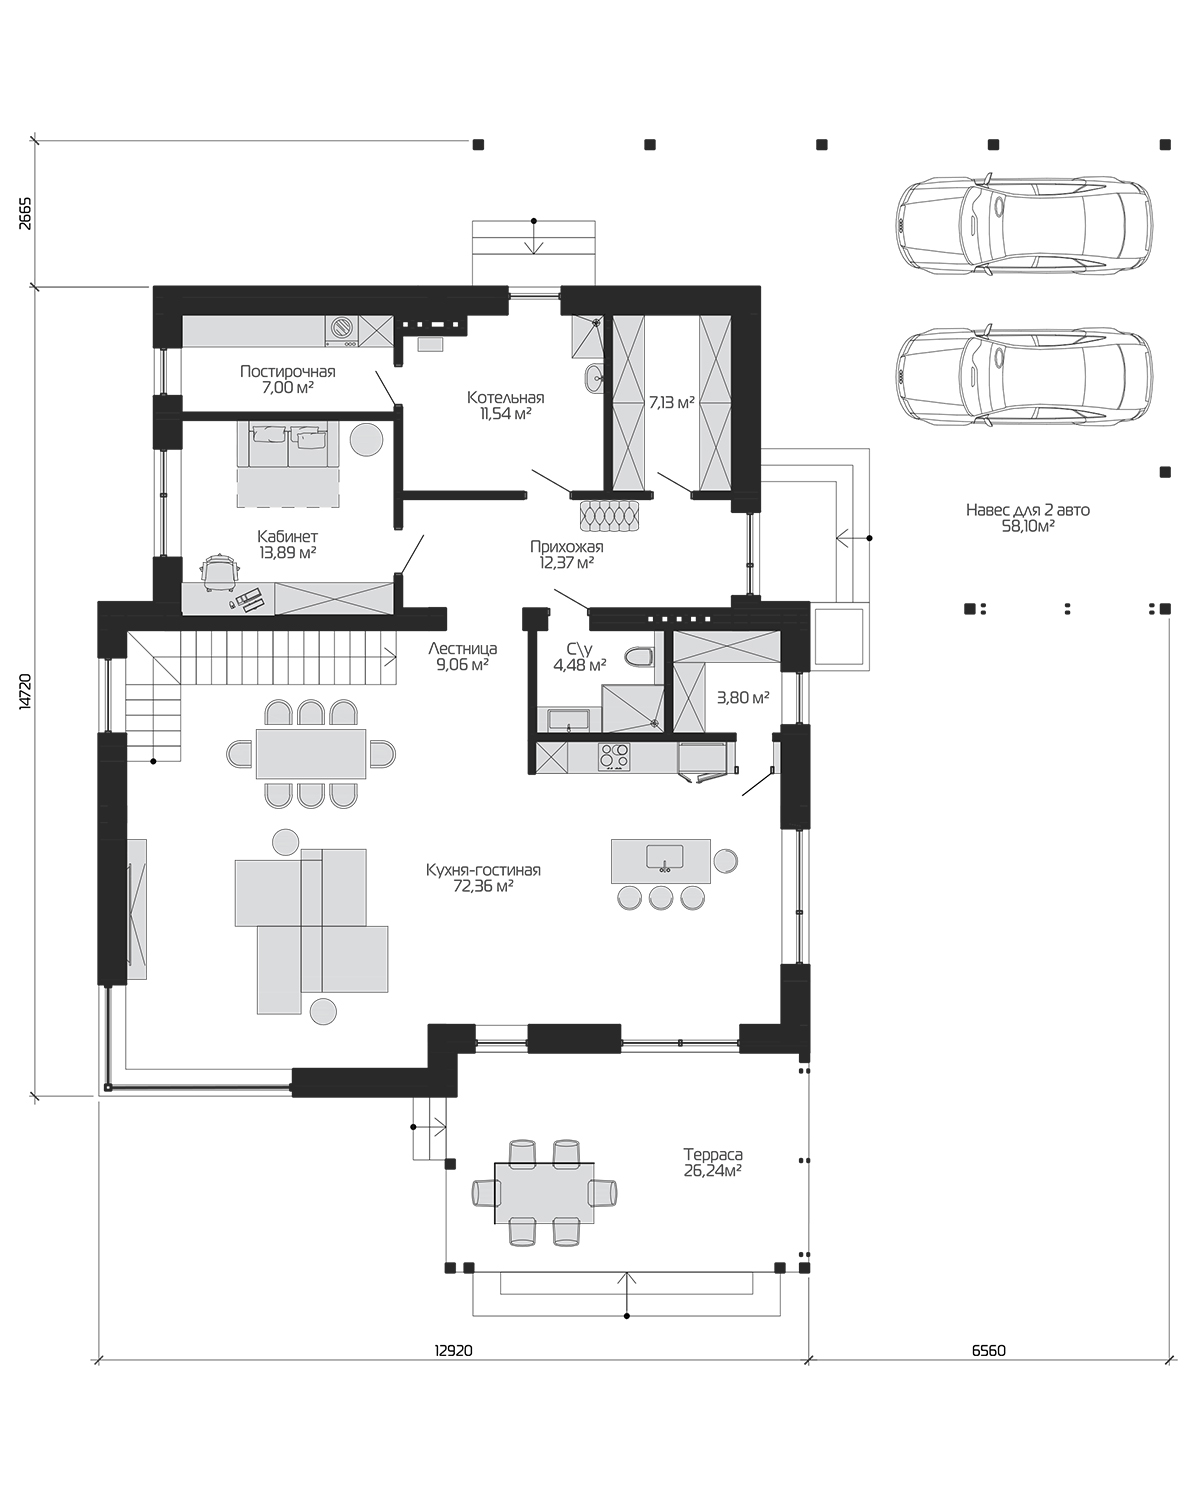 2665
Постирочная
7,00 м²
Котельная
11,54 м²
7,13 м²
Навес для 2 авто
58,10м²
Кабинет
13,89 м²
Прихожая
12,37 м²
Лестница
9,06 м²
С\у
4,48 м²
14720
3,80 м²
Кухня-гостиная
72,36 м²
Терраса
26,24м²
12920
6560